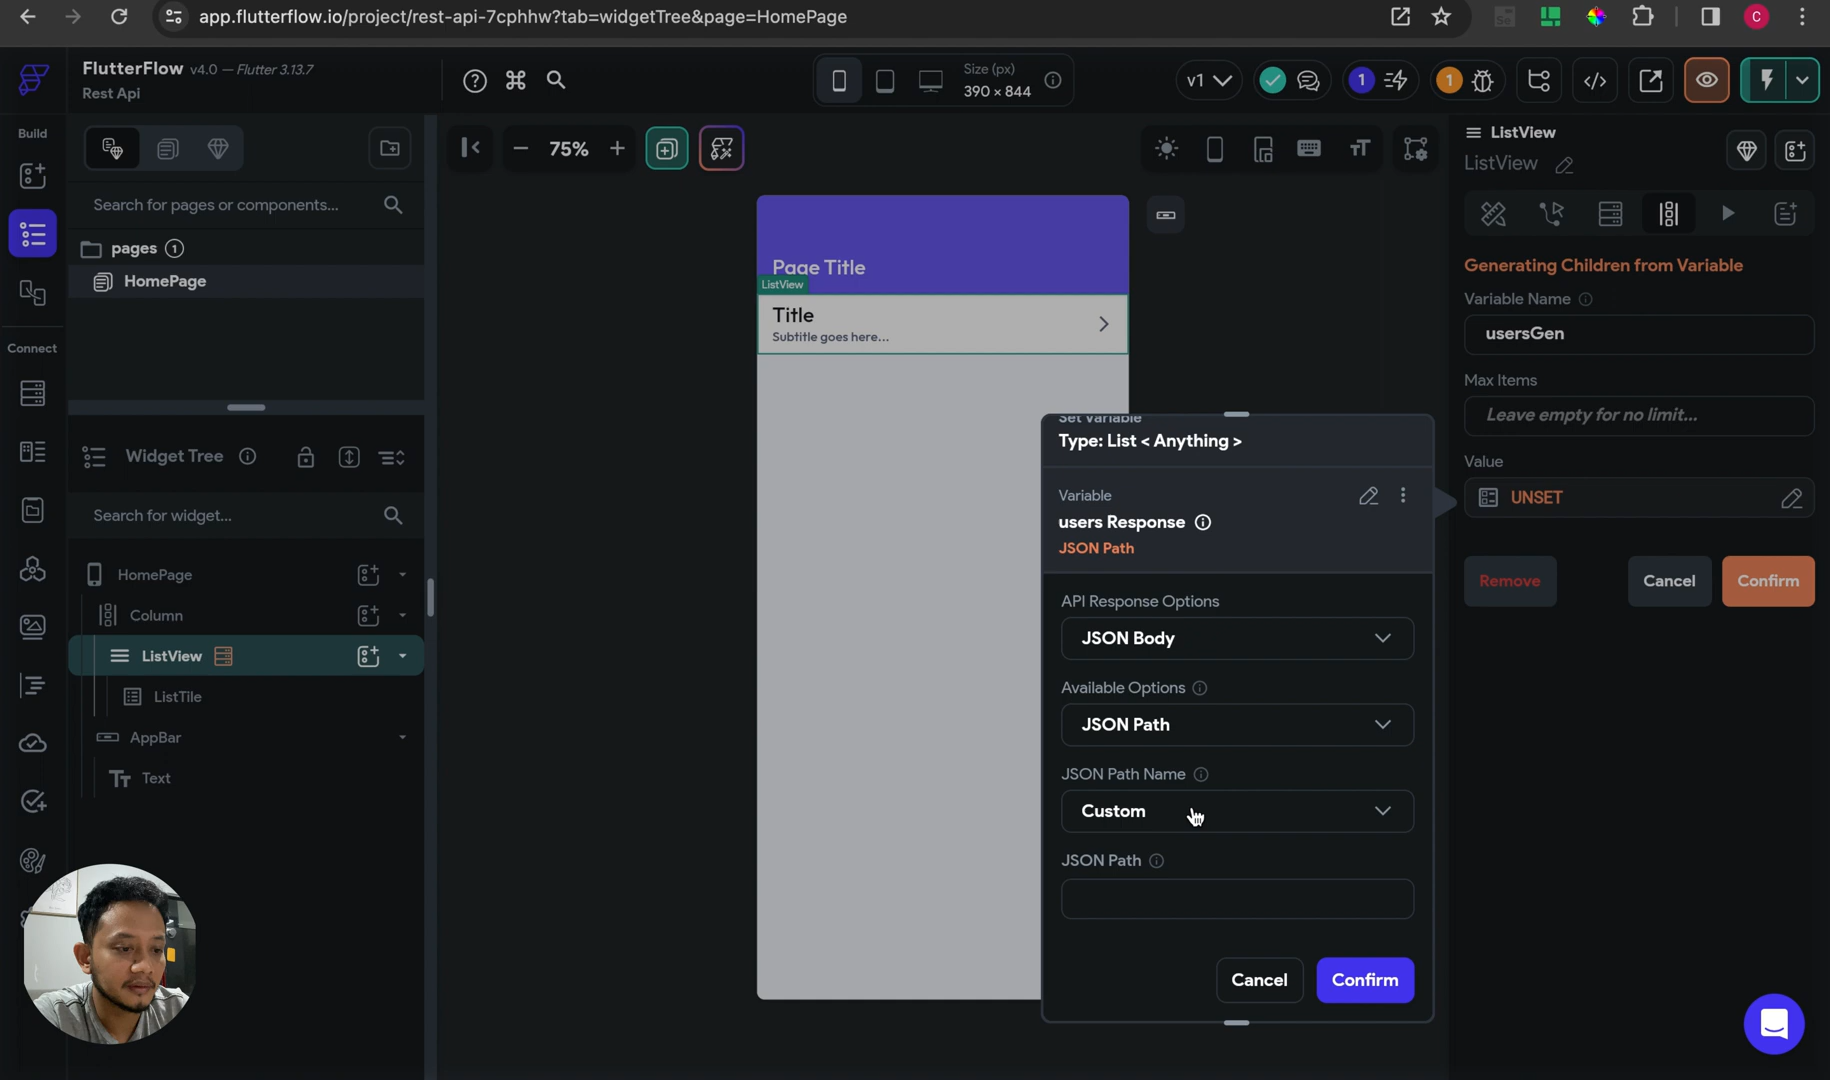 app.flutterflow.io/project/rest-api-7cphhw?tab=widgetTree&page=HomePage
C
FlutterFlow v4.0 — Flutter 3.13.7
Rest Api
Size (px)
390 × 844
v1
1
1
Build
Connect
75%
Search for pages or components...
pages 1
HomePage
Widget Tree
Search for widget...
HomePage
Column
ListView
ListTile
AppBar
Text
Page Title
ListView
Title
Subtitle goes here...
Set Variable
Type: List < Anything >
Variable
users Response
JSON Path
API Response Options
JSON Body
Available Options
JSON Path
JSON Path Name
Custom
JSON Path
Cancel
Confirm
ListView
ListView
Generating Children from Variable
Variable Name
usersGen
Max Items
Leave empty for no limit...
Value
UNSET
Remove
Cancel
Confirm